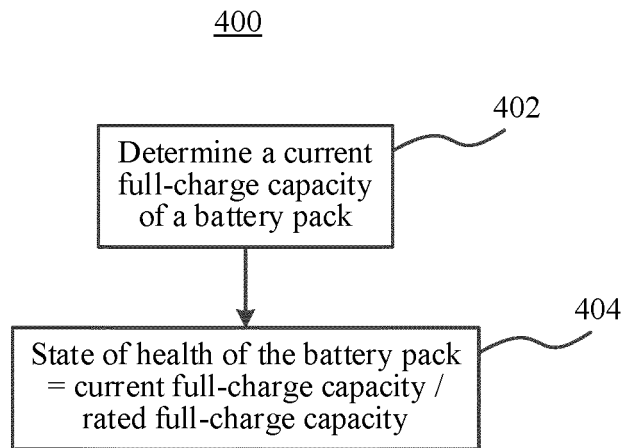 400
402
Determine a current
full-charge capacity
of a battery pack
404
State of health of the battery pack
= current full-charge capacity /
rated full-charge capacity